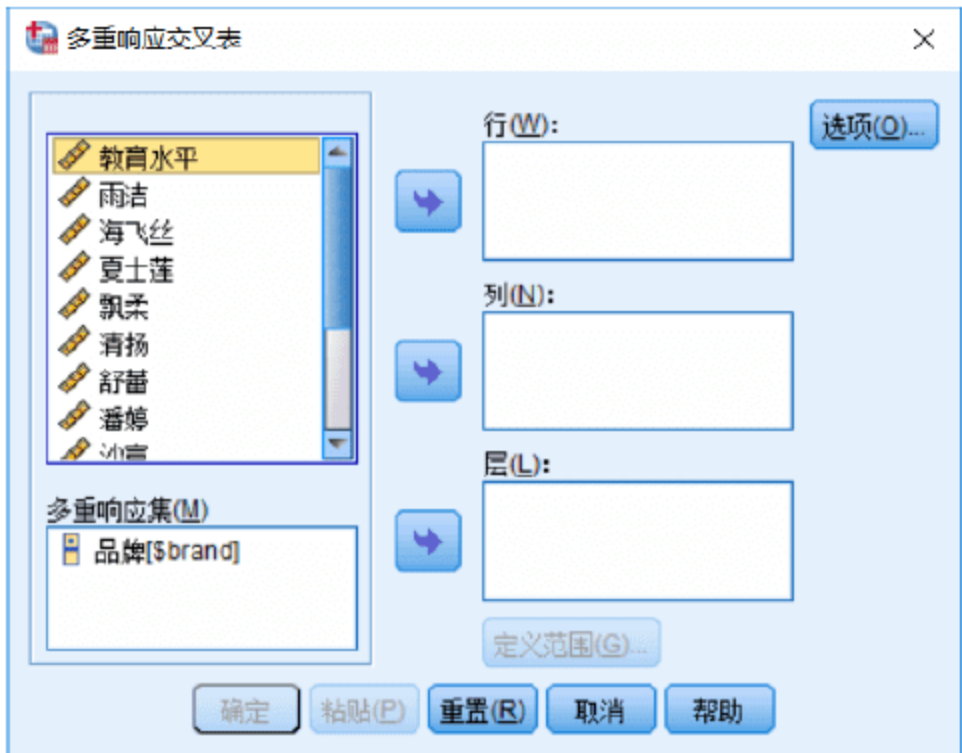 多重响应交叉表
行(W):
选项(O)...
教育水平
雨洁
海飞丝
夏士莲
飘柔
清扬
舒蕾
潘婷
沙宣
列(N):
层(L):
多重响应集(M)
品牌[$brand]
定义范围(G)...
确定
粘贴(P)
重置(R)
取消
帮助